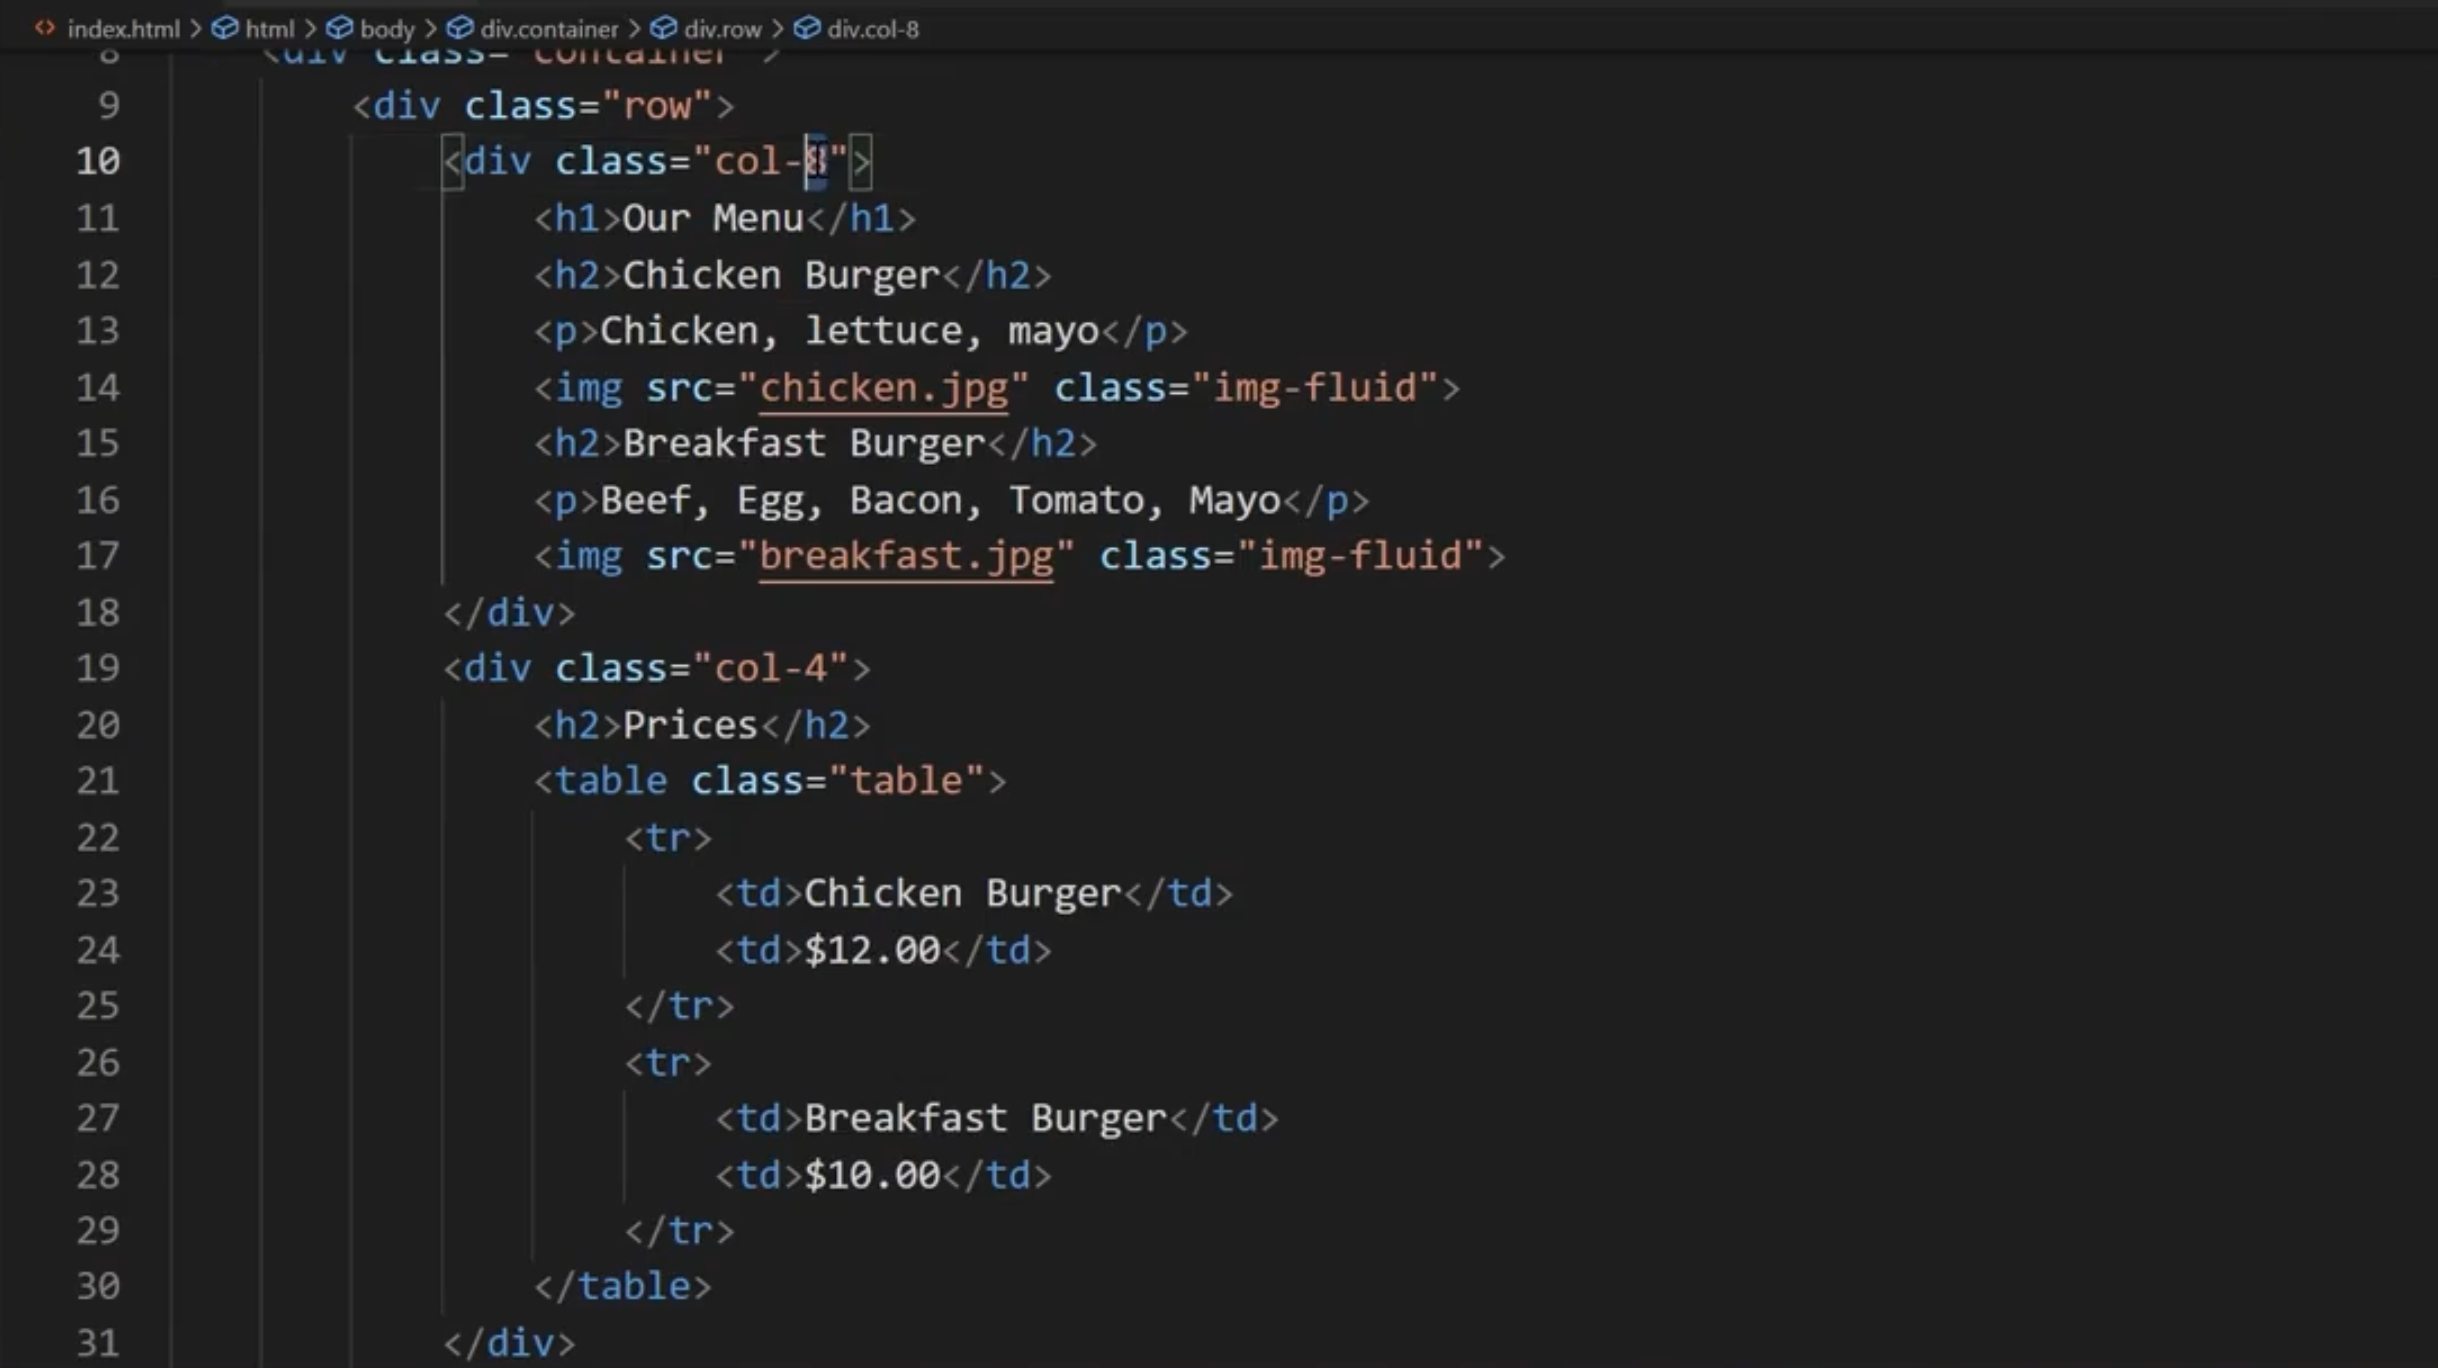 index.html > html > body > div.container > div.row > div.col-8
8 <div class="container">
9 <div class="row">
10 <div class="col-8">
11 <h1>Our Menu</h1>
12 <h2>Chicken Burger</h2>
13 <p>Chicken, lettuce, mayo</p>
14 <img src="chicken.jpg" class="img-fluid">
15 <h2>Breakfast Burger</h2>
16 <p>Beef, Egg, Bacon, Tomato, Mayo</p>
17 <img src="breakfast.jpg" class="img-fluid">
18 </div>
19 <div class="col-4">
20 <h2>Prices</h2>
21 <table class="table">
22 <tr>
23 <td>Chicken Burger</td>
24 <td>$12.00</td>
25 </tr>
26 <tr>
27 <td>Breakfast Burger</td>
28 <td>$10.00</td>
29 </tr>
30 </table>
31 </div>